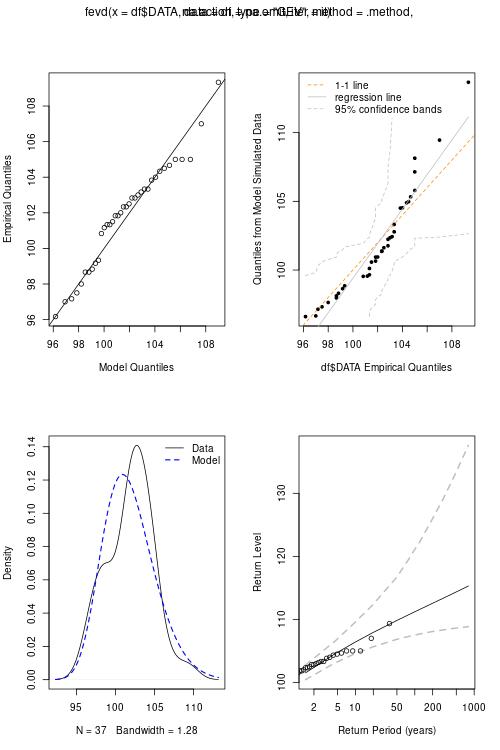 fevd(x = df$DATA, data = df, type = "GEV", method = .method,
108
106
104
102
100
98
96
Empirical Quantiles
96 98 100 104 108
Model Quantiles
1-1 line
regression line
95% confidence bands
110
105
100
Quantiles from Model Simulated Data
96 98 100 104 108
df$DATA Empirical Quantiles
Data
Model
0.14
0.12
0.10
0.08
0.06
0.04
0.02
0.00
Density
95 100 105 110
N = 37 Bandwidth = 1.28
130
120
110
100
Return Level
2 5 10 50 200 1000
Return Period (years)